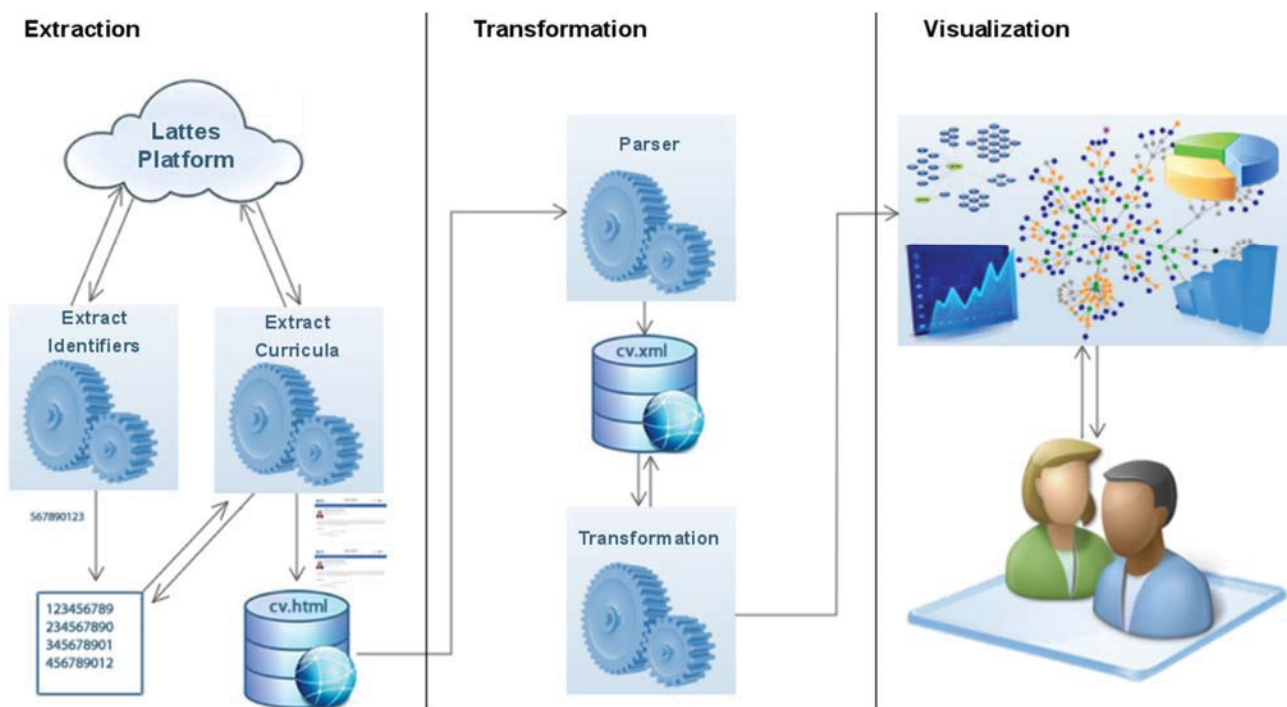 Extraction
Transformation
Visualization
Lattes
Platform
Extract
Identifiers
Extract
Curricula
567890123
123456789
234567890
345678901
456789012
cv.html
Parser
cv.xml
Transformation